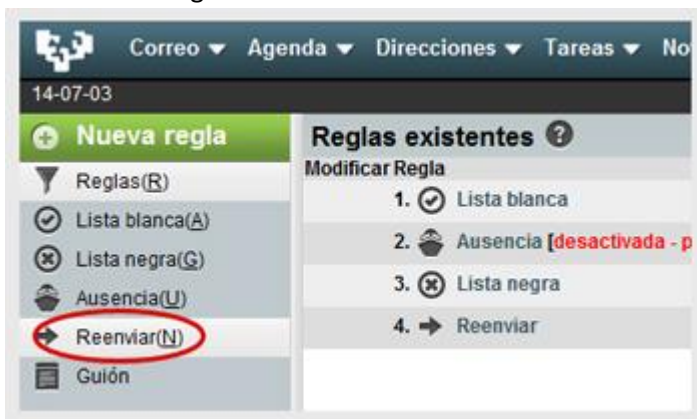 Correo Agenda Direcciones Tareas No
14-07-03
Nueva regla
Reglas(R)
Lista blanca(A)
Lista negra(G)
Ausencia(U)
Reenviar(N)
Guión
Reglas existentes ?
Modificar Regla
1. Lista blanca
2. Ausencia [desactivada - p
3. Lista negra
4. Reenviar